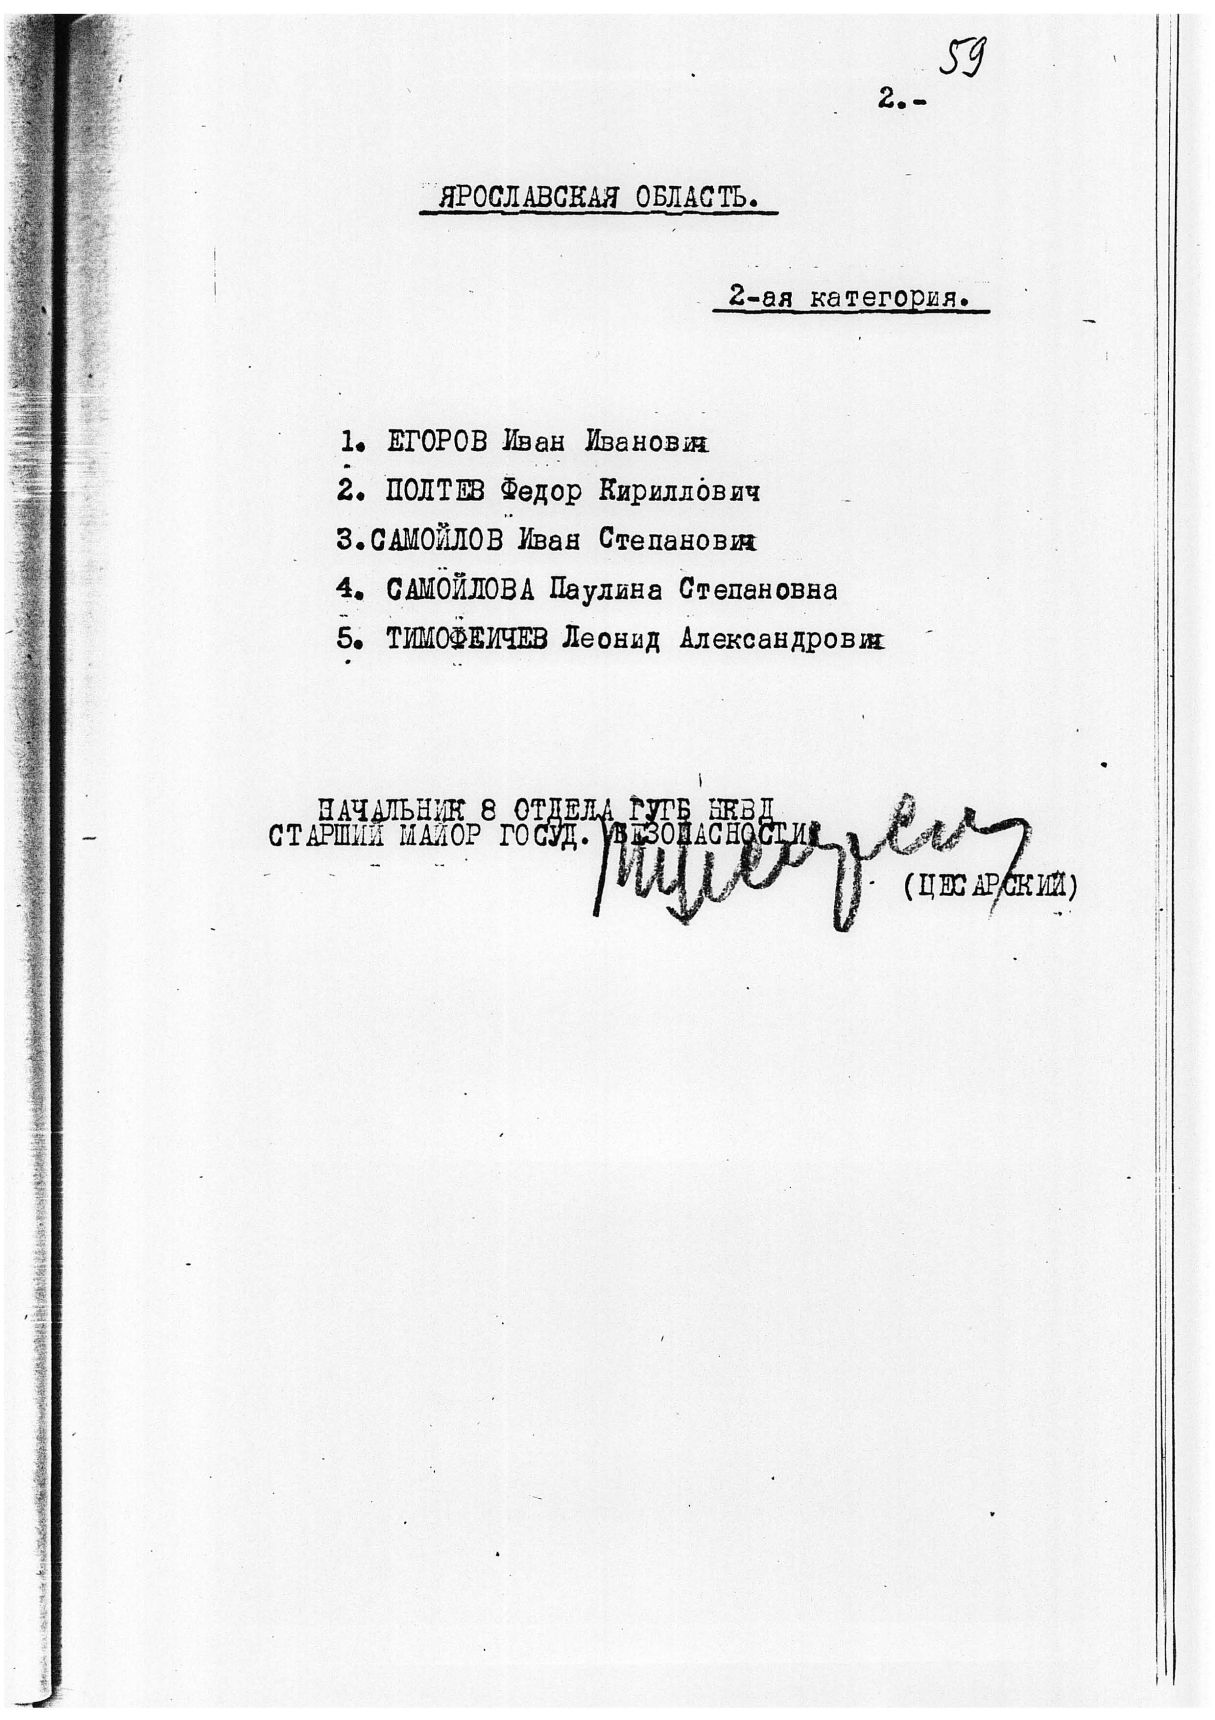 59
2.-
ЯРОСЛАВСКАЯ ОБЛАСТЬ.
2-ая категория.
1. ЕГОРОВ Иван Иванович
2. ПОЛТЕВ Федор Кириллович
3. САМОЙЛОВ Иван Степанович
4. САМОЙЛОВА Паулина Степановна
5. ТИМОФЕИЧЕВ Леонид Александрович
НАЧАЛЬНИК 8 ОТДЕЛА ГУГБ НКВД
СТАРШИЙ МАЙОР ГОСУД. БЕЗОПАСНОСТИ
(ЦЕСАРСКИЙ)